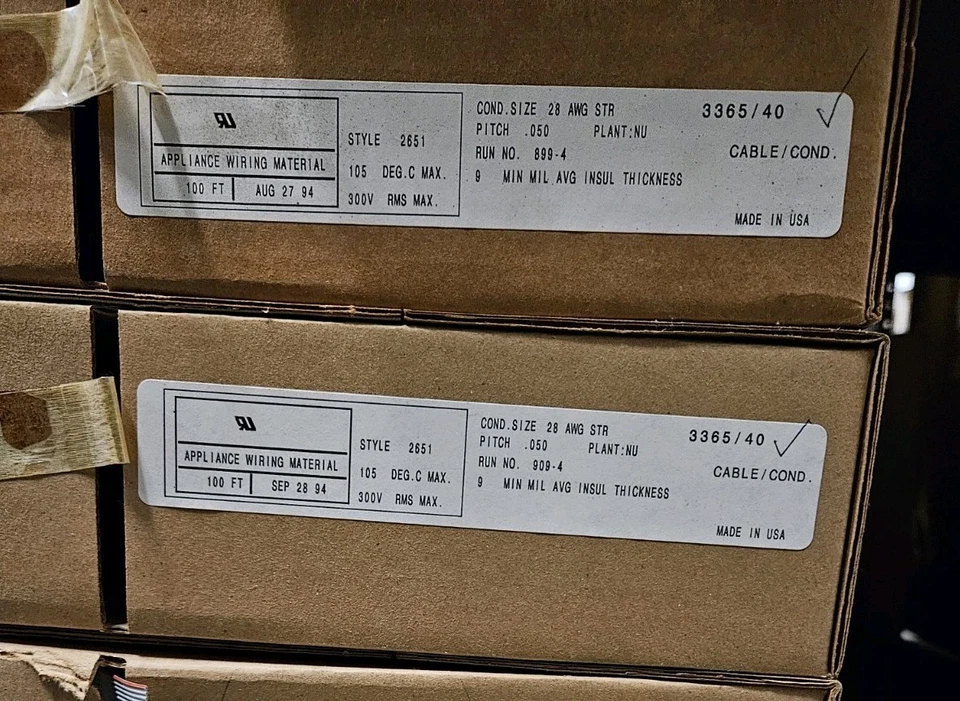 RU
APPLIANCE WIRING MATERIAL
100 FT AUG 27 94
STYLE 2651
105 DEG.C MAX.
300V RMS MAX.
COND.SIZE 28 AWG STR
PITCH .050 PLANT:NU
RUN NO. 899-4
9 MIN MIL AVG INSUL THICKNESS
3365/40
CABLE/COND.
MADE IN USA
RU
APPLIANCE WIRING MATERIAL
100 FT SEP 28 94
STYLE 2651
105 DEG.C MAX.
300V RMS MAX.
COND.SIZE 28 AWG STR
PITCH .050 PLANT:NU
RUN NO. 909-4
9 MIN MIL AVG INSUL THICKNESS
3365/40
CABLE/COND.
MADE IN USA